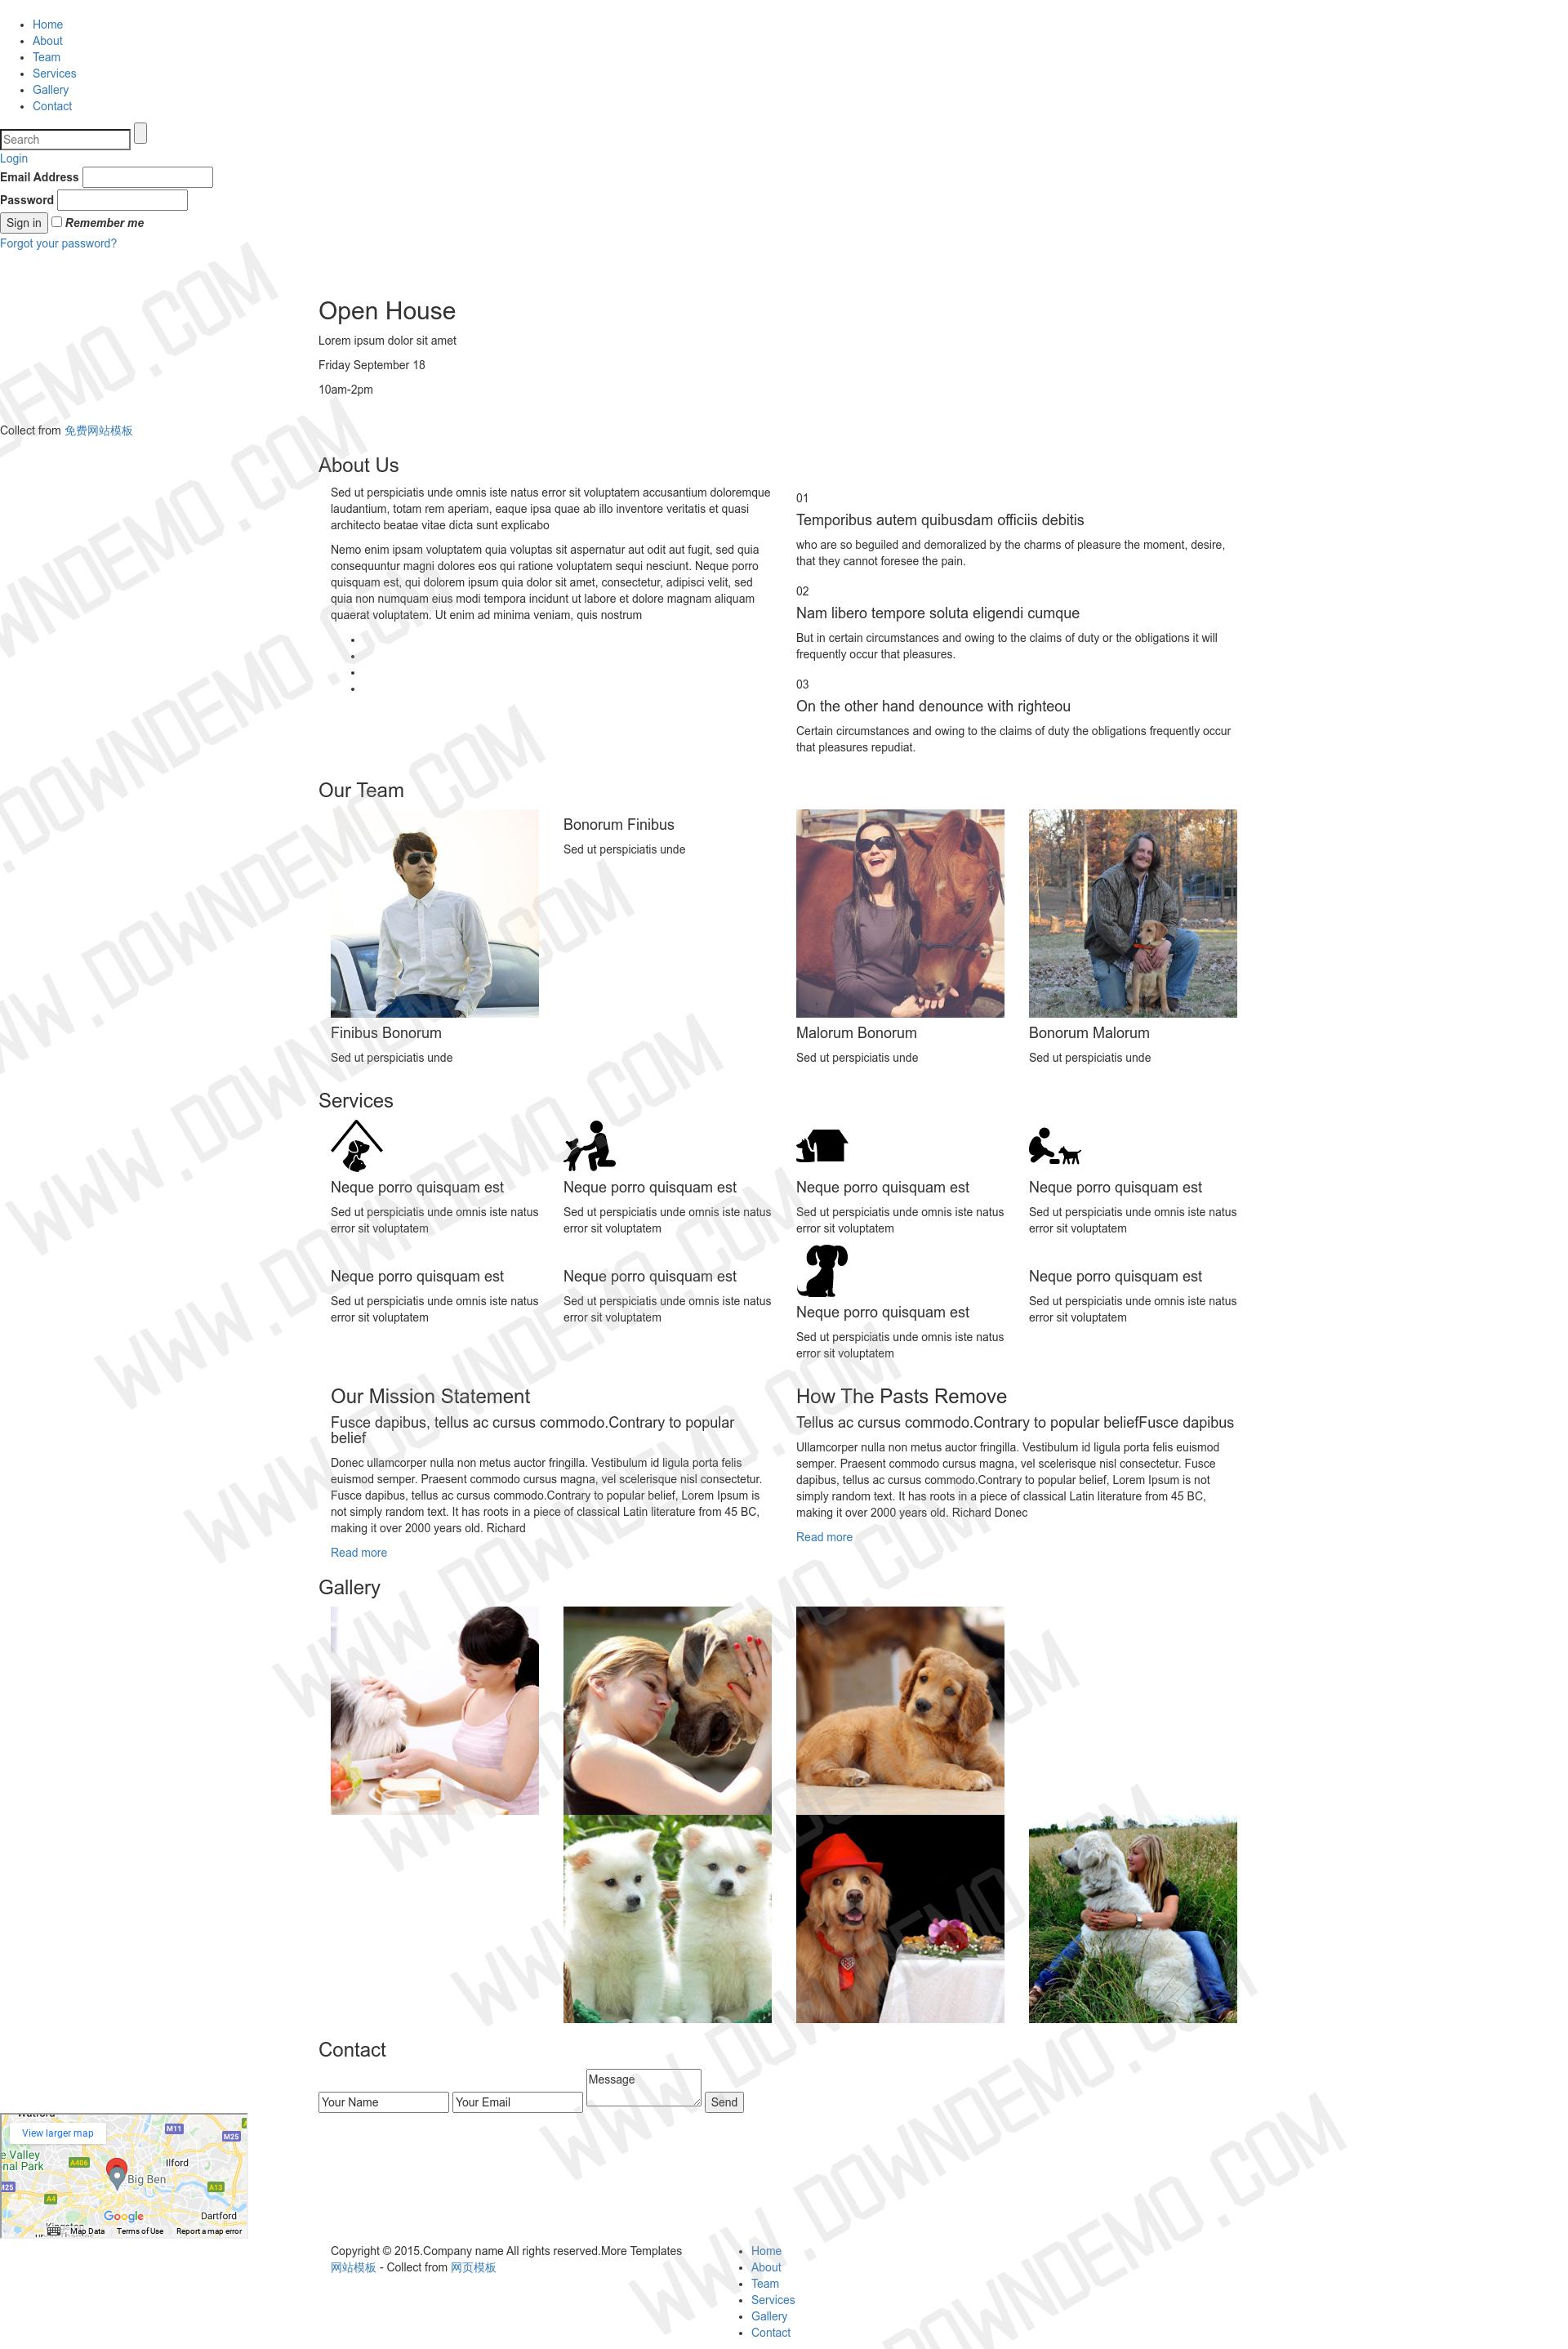 Home
About
Team
Services
Gallery
Contact
Search
Login
Email Address
Password
Sign in Remember me
Forgot your password?
Open House
Lorem ipsum dolor sit amet
Friday September 18
10am-2pm
Collect from 免费网站模板
About Us
Sed ut perspiciatis unde omnis iste natus error sit voluptatem accusantium doloremque
laudantium, totam rem aperiam, eaque ipsa quae ab illo inventore veritatis et quasi
architecto beatae vitae dicta sunt explicabo
Nemo enim ipsam voluptatem quia voluptas sit aspernatur aut odit aut fugit, sed quia
consequuntur magni dolores eos qui ratione voluptatem sequi nesciunt. Neque porro
quisquam est, qui dolorem ipsum quia dolor sit amet, consectetur, adipisci velit, sed
quia non numquam eius modi tempora incidunt ut labore et dolore magnam aliquam
quaerat voluptatem. Ut enim ad minima veniam, quis nostrum
01
Temporibus autem quibusdam officiis debitis
who are so beguiled and demoralized by the charms of pleasure the moment, desire,
that they cannot foresee the pain.
02
Nam libero tempore soluta eligendi cumque
But in certain circumstances and owing to the claims of duty or the obligations it will
frequently occur that pleasures.
03
On the other hand denounce with righteou
Certain circumstances and owing to the claims of duty the obligations frequently occur
that pleasures repudiat.
Our Team
Finibus Bonorum
Sed ut perspiciatis unde
Bonorum Finibus
Sed ut perspiciatis unde
Malorum Bonorum
Sed ut perspiciatis unde
Bonorum Malorum
Sed ut perspiciatis unde
Services
Neque porro quisquam est
Sed ut perspiciatis unde omnis iste natus
error sit voluptatem
Neque porro quisquam est
Sed ut perspiciatis unde omnis iste natus
error sit voluptatem
Neque porro quisquam est
Sed ut perspiciatis unde omnis iste natus
error sit voluptatem
Neque porro quisquam est
Sed ut perspiciatis unde omnis iste natus
error sit voluptatem
Neque porro quisquam est
Sed ut perspiciatis unde omnis iste natus
error sit voluptatem
Neque porro quisquam est
Sed ut perspiciatis unde omnis iste natus
error sit voluptatem
Neque porro quisquam est
Sed ut perspiciatis unde omnis iste natus
error sit voluptatem
Neque porro quisquam est
Sed ut perspiciatis unde omnis iste natus
error sit voluptatem
Our Mission Statement
Fusce dapibus, tellus ac cursus commodo.Contrary to popular
belief
Donec ullamcorper nulla non metus auctor fringilla. Vestibulum id ligula porta felis
euismod semper. Praesent commodo cursus magna, vel scelerisque nisl consectetur.
Fusce dapibus, tellus ac cursus commodo.Contrary to popular belief, Lorem Ipsum is
not simply random text. It has roots in a piece of classical Latin literature from 45 BC,
making it over 2000 years old. Richard
Read more
How The Pasts Remove
Tellus ac cursus commodo.Contrary to popular beliefFusce dapibus
Ullamcorper nulla non metus auctor fringilla. Vestibulum id ligula porta felis euismod
semper. Praesent commodo cursus magna, vel scelerisque nisl consectetur. Fusce
dapibus, tellus ac cursus commodo.Contrary to popular belief, Lorem Ipsum is not
simply random text. It has roots in a piece of classical Latin literature from 45 BC,
making it over 2000 years old. Richard Donec
Read more
Gallery
Contact
Your Name Your Email Message Send
View larger map
M11
M25
e Valley
nal Park
A406
Ilford
Big Ben
M25
A4
A13
Google
Dartford
Map Data Terms of Use Report a map error
Copyright © 2015.Company name All rights reserved.More Templates
网站模板 - Collect from 网页模板
Home
About
Team
Services
Gallery
Contact
WWW.DOWNDEMO.COM